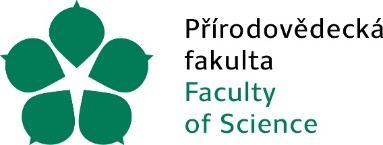 Přírodovědecká
fakulta
Faculty
of Science